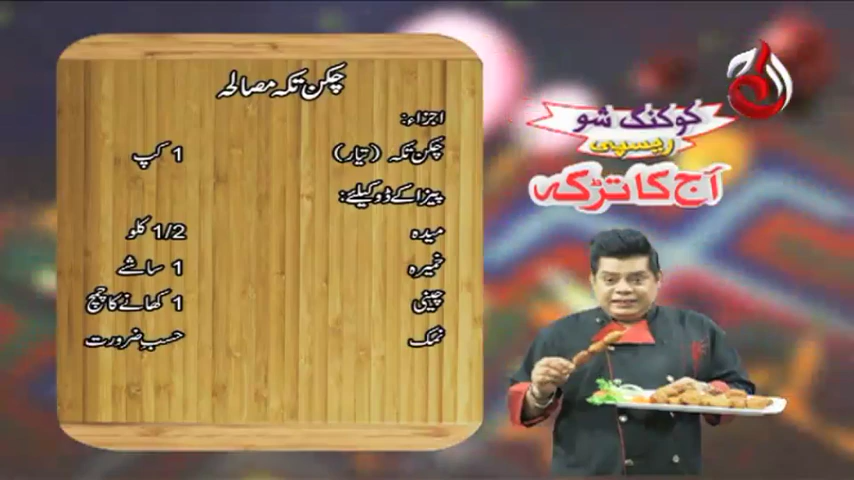 چکن تکہ مصالحہ
اجزاء:
چکن تکہ (تیار) 1 کپ
پیزا کے ڈو کیلئے:
میدہ 1/2 کلو
خمیرہ 1 ساشے
چینی 1 کھانے کا چمچ
نمک حسبِ ضرورت
کوکنگ شو
ریسپی
آج کا تڑکہ